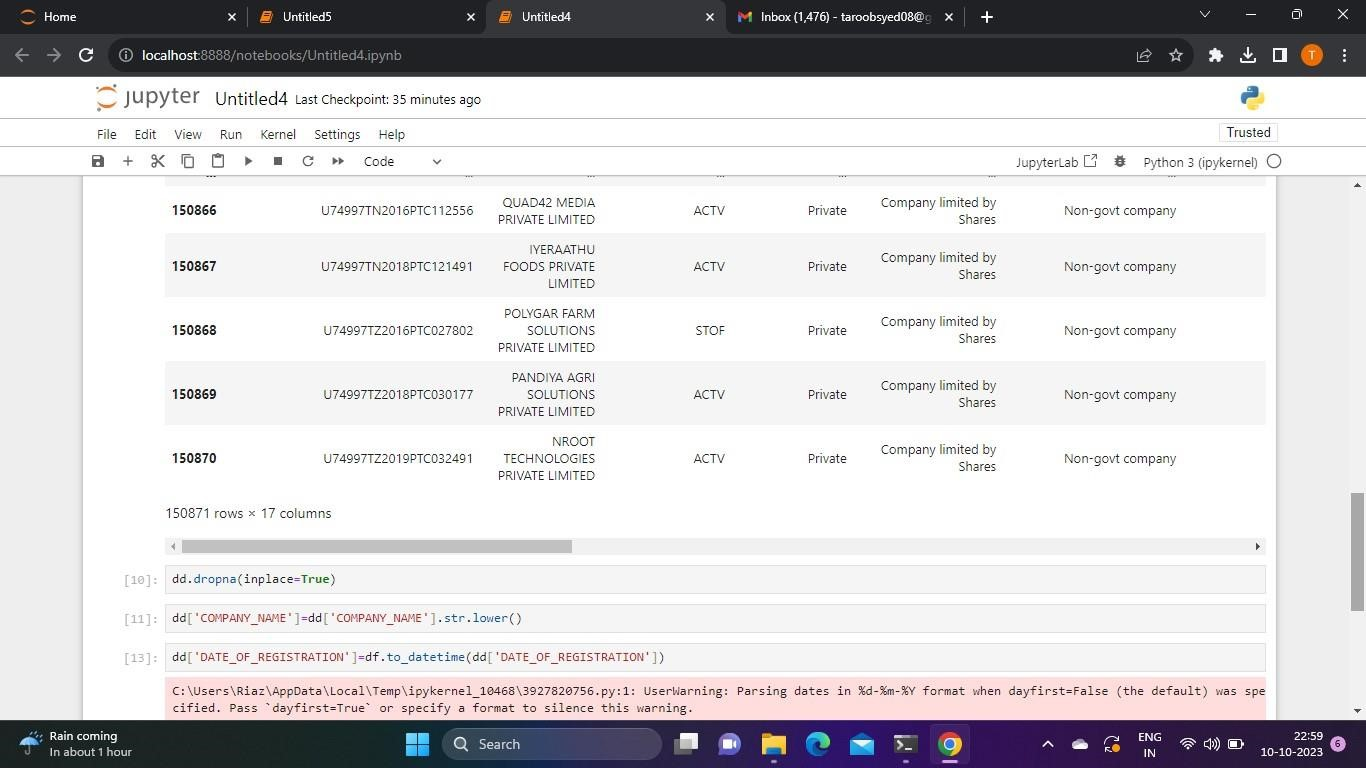 Home
Untitled5
Untitled4
Inbox (1,476) - taroobsyed08@g
localhost:8888/notebooks/Untitled4.ipynb
T
jupyter Untitled4 Last Checkpoint: 35 minutes ago
File Edit View Run Kernel Settings Help
Trusted
Code
JupyterLab
Python 3 (ipykernel)
... ... ... ... ... ... ...
150866 U74997TN2016PTC112556 QUAD42 MEDIA PRIVATE LIMITED ACTV Private Company limited by Shares Non-govt company
150867 U74997TN2018PTC121491 IYERAATHU FOODS PRIVATE LIMITED ACTV Private Company limited by Shares Non-govt company
150868 U74997TZ2016PTC027802 POLYGAR FARM SOLUTIONS PRIVATE LIMITED STOF Private Company limited by Shares Non-govt company
150869 U74997TZ2018PTC030177 PANDIYA AGRI SOLUTIONS PRIVATE LIMITED ACTV Private Company limited by Shares Non-govt company
150870 U74997TZ2019PTC032491 NROOT TECHNOLOGIES PRIVATE LIMITED ACTV Private Company limited by Shares Non-govt company
150871 rows × 17 columns
[10]: dd.dropna(inplace=True)
[11]: dd['COMPANY_NAME']=dd['COMPANY_NAME'].str.lower()
[13]: dd['DATE_OF_REGISTRATION']=df.to_datetime(dd['DATE_OF_REGISTRATION'])
C:\Users\Riaz\AppData\Local\Temp\ipykernel_10468\3927820756.py:1: UserWarning: Parsing dates in %d-%m-%Y format when dayfirst=False (the default) was spe
cified. Pass `dayfirst=True` or specify a format to silence this warning.
Rain coming
In about 1 hour
Search
ENG
IN
22:59
10-10-2023
6